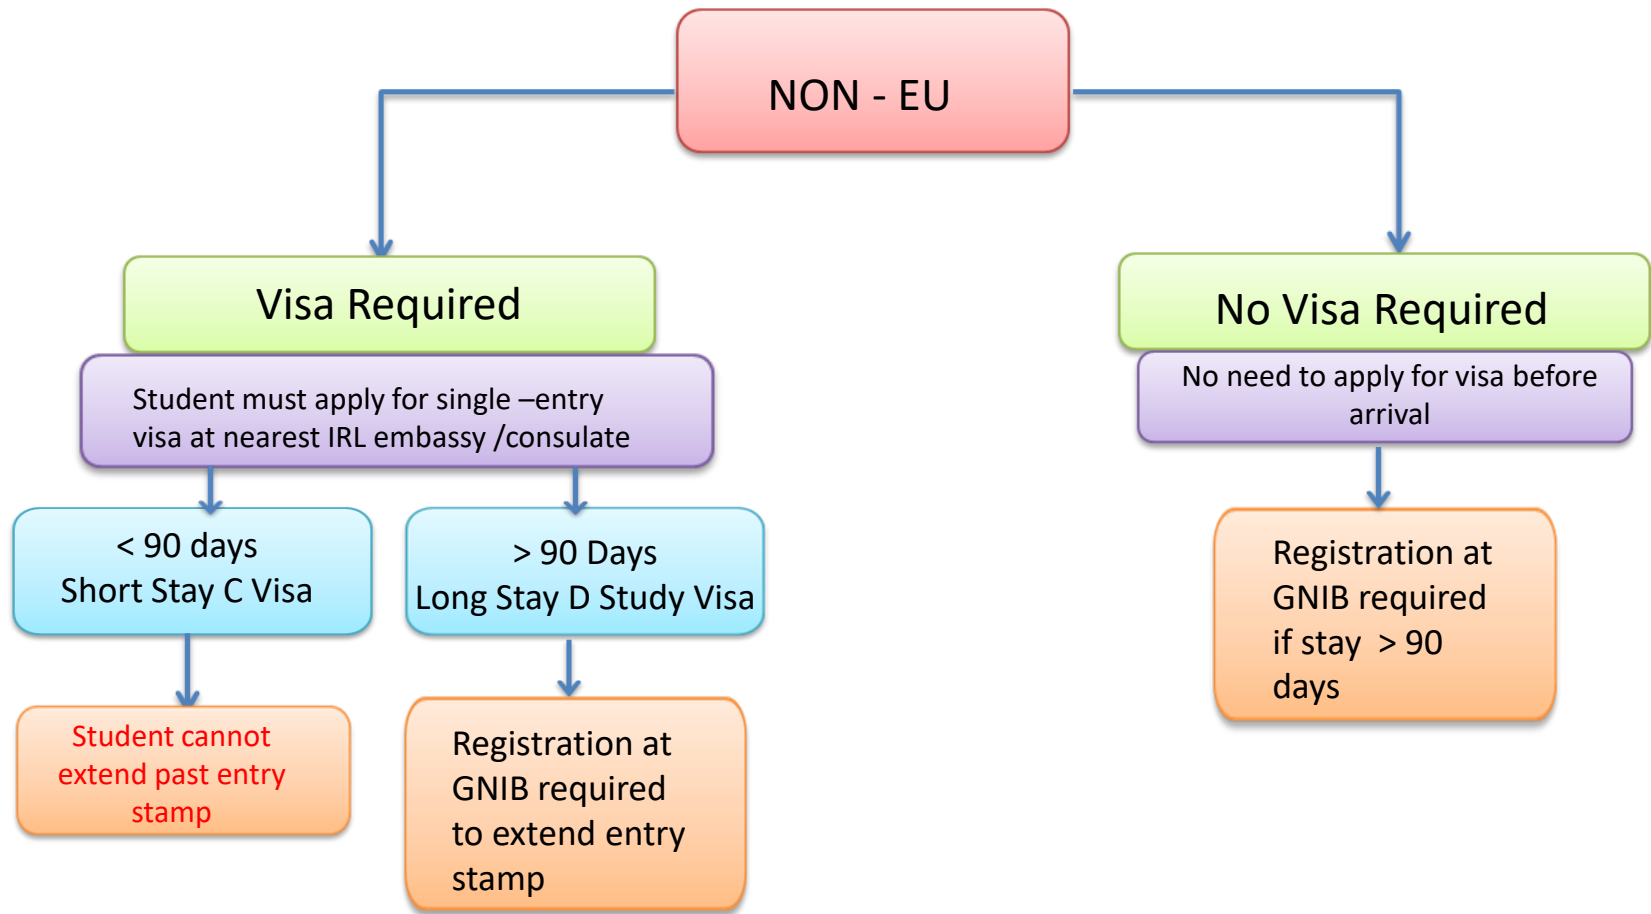 NON - EU
Visa Required
Student must apply for single –entry
visa at nearest IRL embassy /consulate
< 90 days
Short Stay C Visa
Student cannot
extend past entry
stamp
> 90 Days
Long Stay D Study Visa
Registration at
GNIB required
to extend entry
stamp
No Visa Required
No need to apply for visa before
arrival
Registration at
GNIB required
if stay  > 90
days